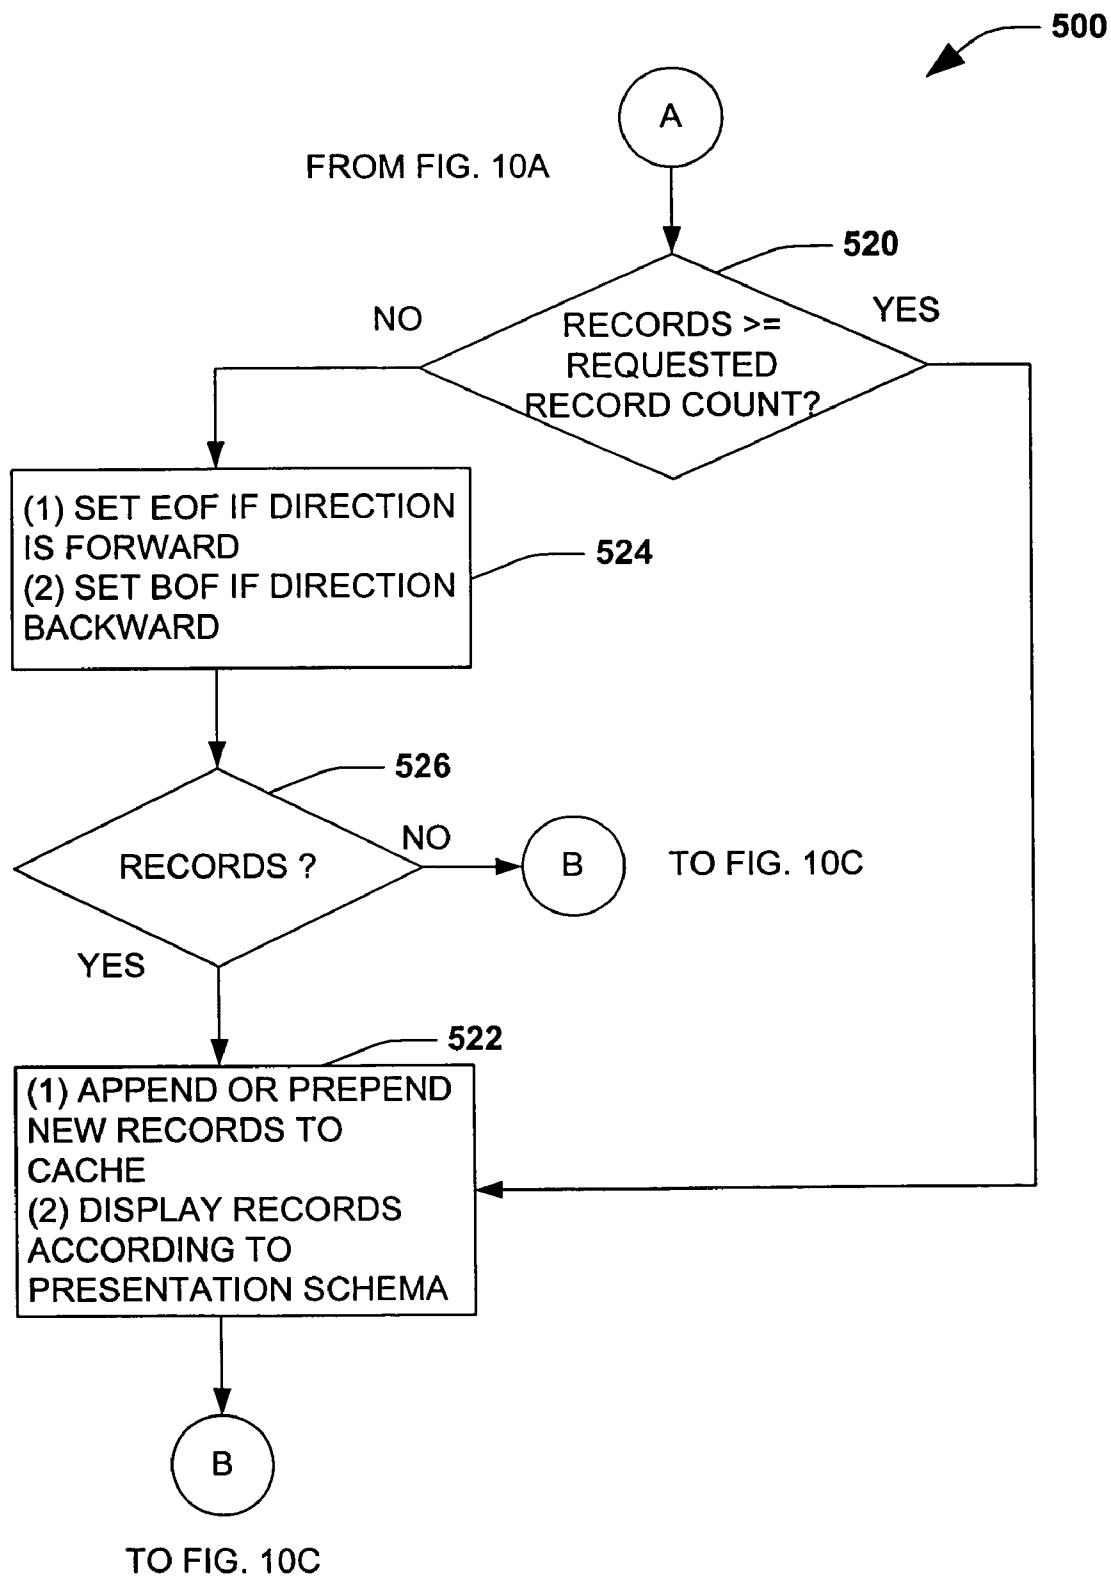 500
A
FROM FIG. 10A
520
NO
YES
RECORDS >=
REQUESTED
RECORD COUNT?
(1) SET EOF IF DIRECTION
IS FORWARD
(2) SET BOF IF DIRECTION
BACKWARD
524
526
RECORDS ?
NO
B
TO FIG. 10C
YES
522
(1) APPEND OR PREPEND
NEW RECORDS TO
CACHE
(2) DISPLAY RECORDS
ACCORDING TO
PRESENTATION SCHEMA
B
TO FIG. 10C